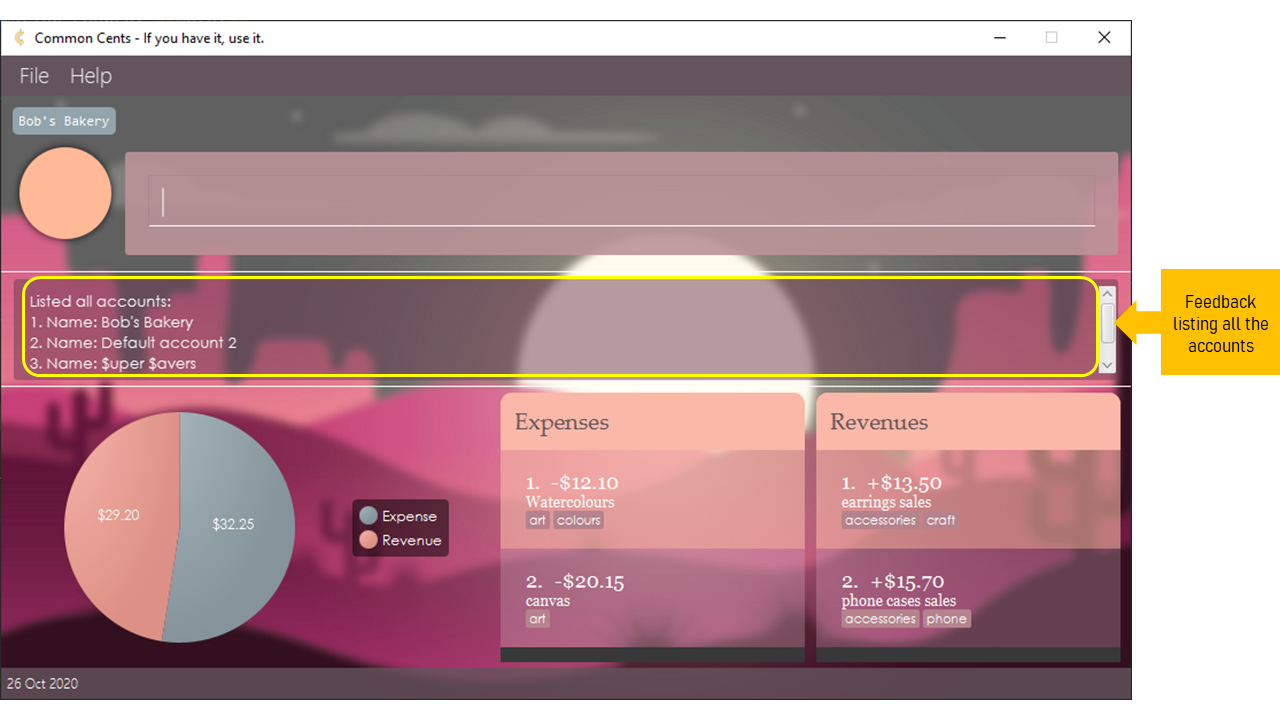 Common Cents - If you have it, use it.
File Help
Bob's Bakery
Listed all accounts:
1. Name: Bob's Bakery
2. Name: Default account 2
3. Name: $uper $avers
Feedback
listing all the
accounts
$29.20
$32.25
Expense
Revenue
Expenses
1. -$12.10
Watercolours
art colours
2. -$20.15
canvas
art
Revenues
1. +$13.50
earrings sales
accessories craft
2. +$15.70
phone cases sales
accessories phone
26 Oct 2020